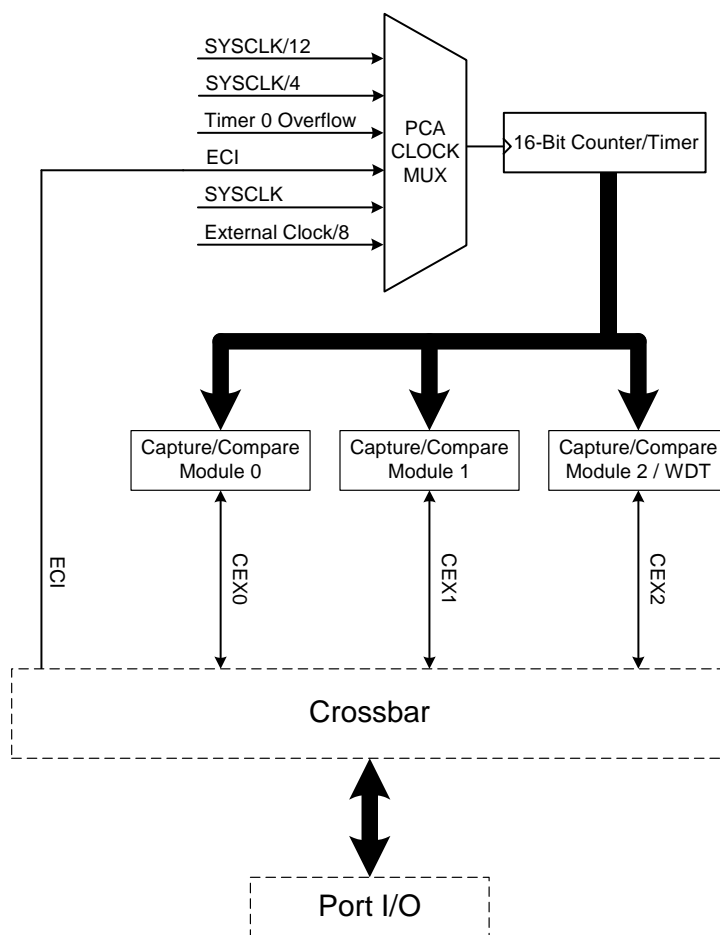 SYSCLK/12
SYSCLK/4
Timer 0 Overflow
ECI
SYSCLK
External Clock/8
PCA
CLOCK
MUX
16-Bit Counter/Timer
Capture/Compare
Module 0
Capture/Compare
Module 1
Capture/Compare
Module 2 / WDT
ECI
CEX0
CEX1
CEX2
Crossbar
Port I/O